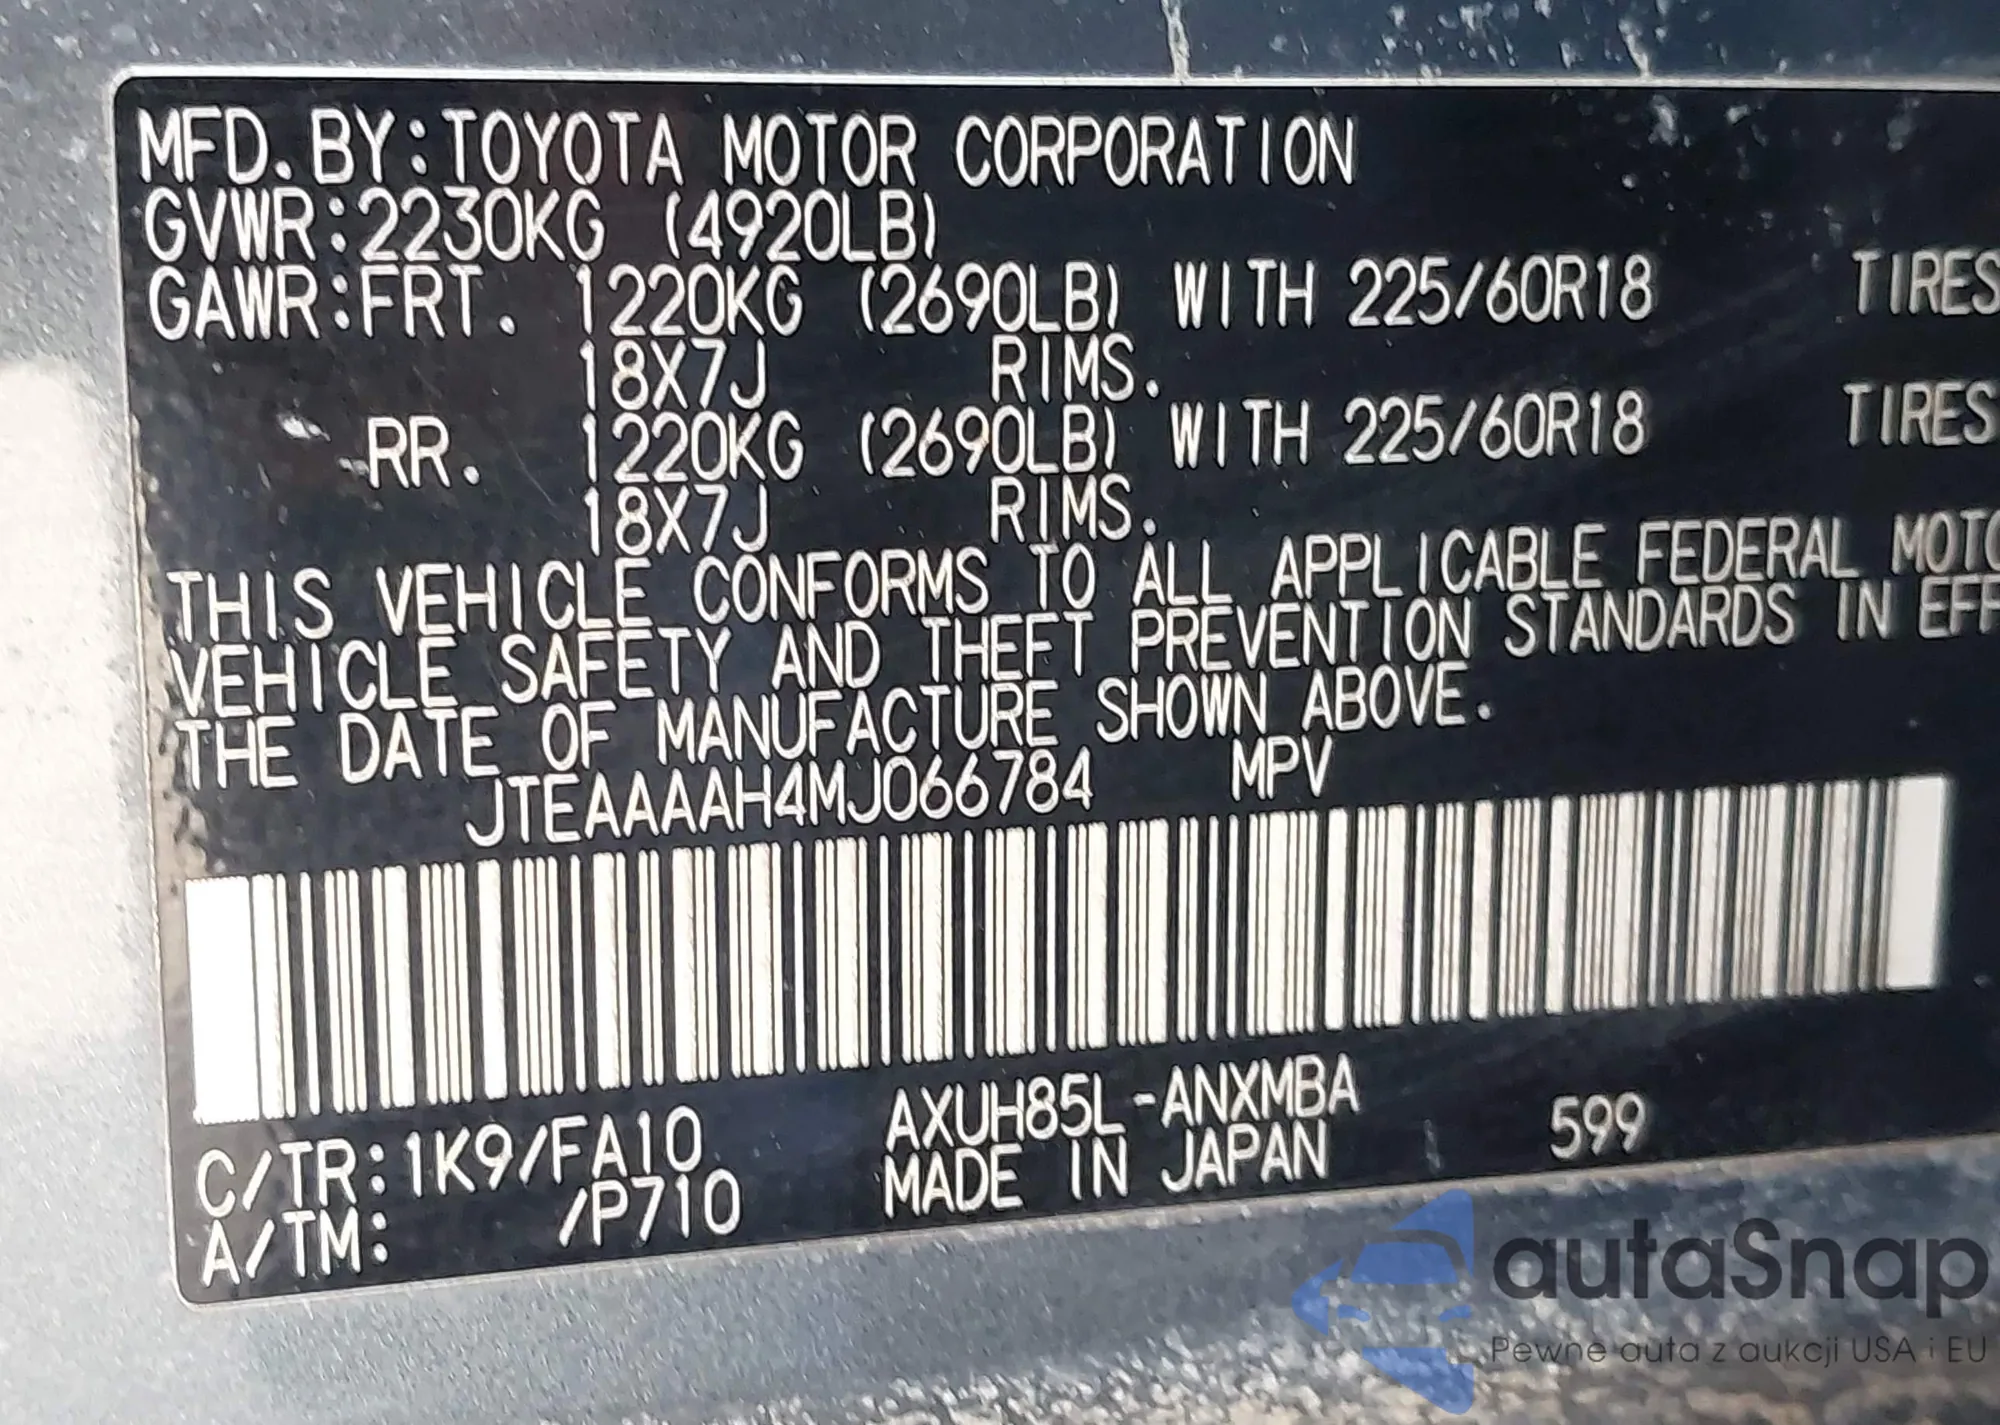 MFD. BY:TOYOTA MOTOR CORPORATION
GVWR:2230KG (4920LB)
GAWR:FRT. 1220KG (2690LB) WITH 225/60R18 TIRES
18X7J RIMS.
RR. 1220KG (2690LB) WITH 225/60R18 TIRES
18X7J RIMS.
THIS VEHICLE CONFORMS TO ALL APPLICABLE FEDERAL MOTO
VEHICLE SAFETY AND THEFT PREVENTION STANDARDS IN EFF
THE DATE OF MANUFACTURE SHOWN ABOVE.
JTEAAAAH4MJ066784 MPV
C/TR:1K9/FA10 AXUH85L-ANXMBA 599
A/TM: /P710 MADE IN JAPAN
autaSnap
Pewne auta z aukcji USA i EU